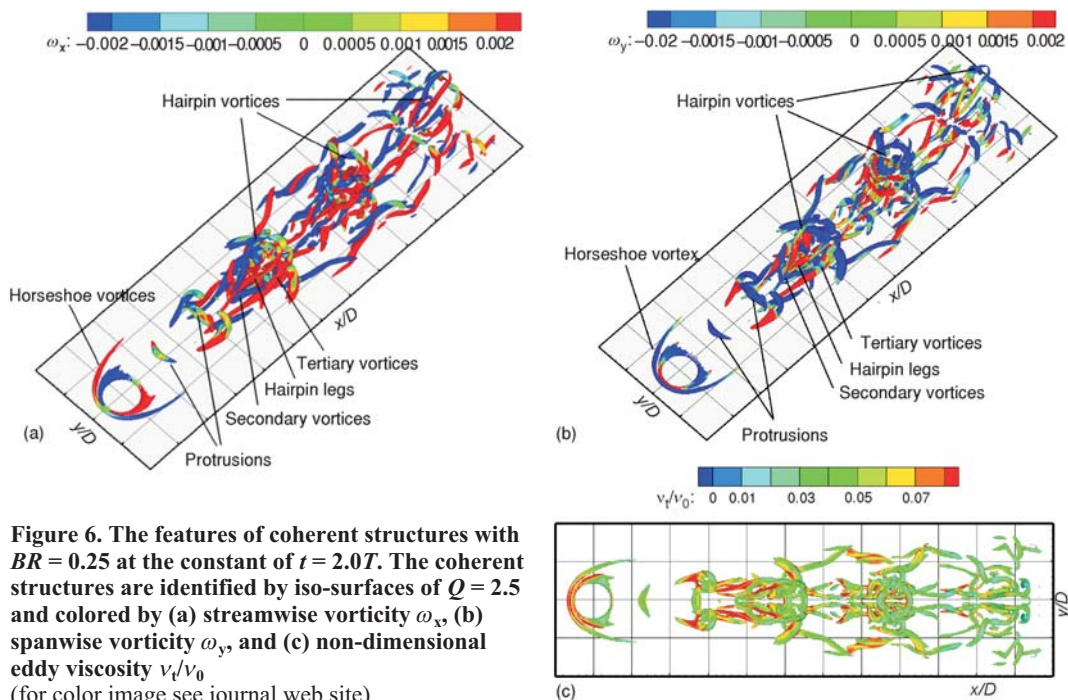 ωx: −0.002 −0.0015 −0.001 −0.0005 0 0.0005 0.001 0.0015 0.002
Hairpin vortices
Horseshoe vortices
x/D
Tertiary vortices
Hairpin legs
Secondary vortices
Protrusions
y/D
(a)
ωy: −0.02 −0.0015 −0.001 −0.0005 0 0.0005 0.001 0.0015 0.002
Hairpin vortices
Horseshoe vortex
x/D
Tertiary vortices
Hairpin legs
Secondary vortices
Protrusions
y/D
(b)
νt/ν0: 0 0.01 0.03 0.05 0.07
y/D
x/D
(c)
Figure 6. The features of coherent structures with
BR = 0.25 at the constant of t = 2.0T. The coherent
structures are identified by iso-surfaces of Q = 2.5
and colored by (a) streamwise vorticity ωx, (b)
spanwise vorticity ωy, and (c) non-dimensional
eddy viscosity νt/ν0
(for color image see journal web site)